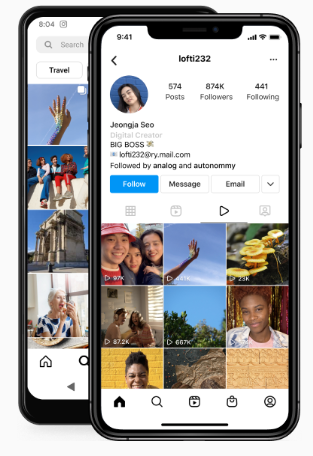 8:04
Search
Travel
9:41
lofti232
574
874K
441
Posts
Followers
Following
Jeongja Seo
Digital Creator
BIG BOSS
lofti232@ry.mail.com
Followed by analog and autonommy
Follow
Message
Email
97K
23K
87.2K
667K